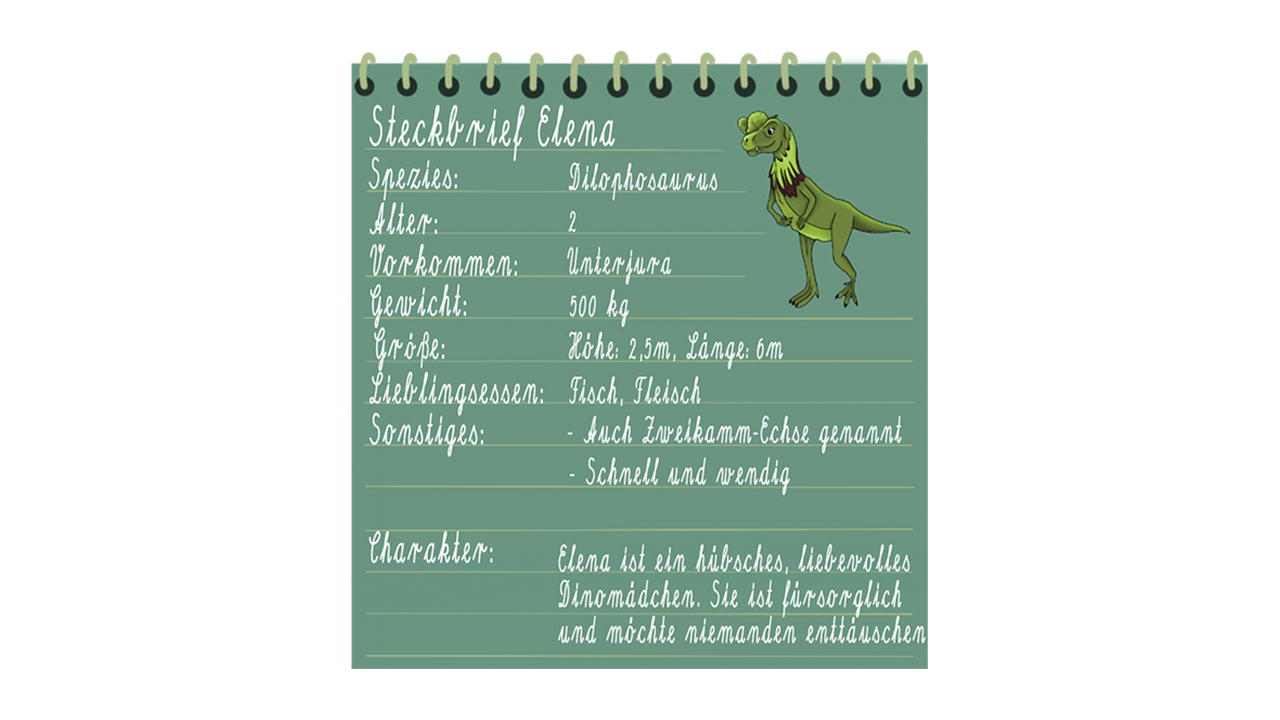 Steckbrief Elena
Spezies: Dilophosaurus
Alter: 2
Vorkommen: Unterjura
Gewicht: 500 kg
Größe: Höhe: 2,5m, Länge: 6m
Lieblingsessen: Fisch, Fleisch
Sonstiges: - Auch Zweikamm-Echse genannt
- Schnell und wendig
Charakter: Elena ist ein hübsches, liebevolles
Dinomädchen. Sie ist fürsorglich
und möchte niemanden enttäuschen